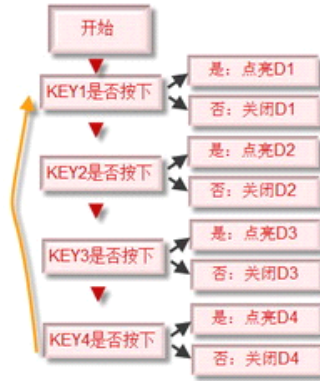 开始
KEY1是否按下
是：点亮D1
否：关闭D1
KEY2是否按下
是：点亮D2
否：关闭D2
KEY3是否按下
是：点亮D3
否：关闭D3
KEY4是否按下
是：点亮D4
否：关闭D4